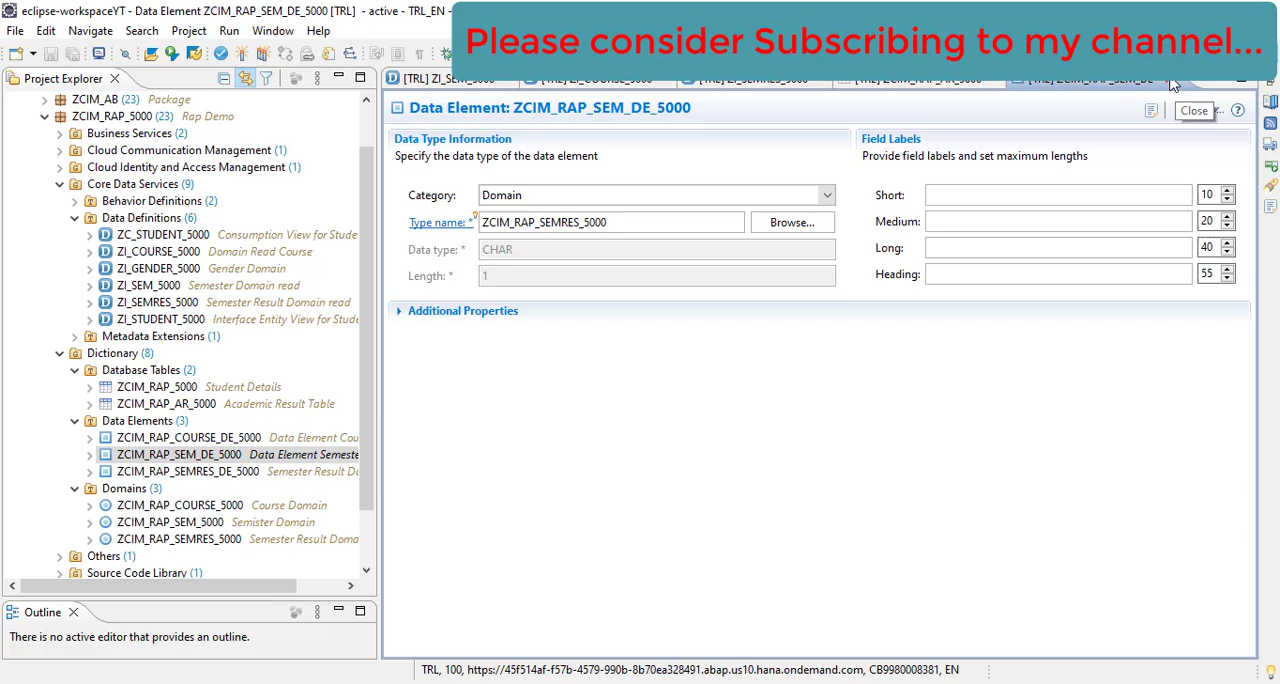 eclipse-workspaceYT - Data Element ZCIM_RAP_SEM_DE_5000 [TRL] - active - TRL_EN
Please consider Subscribing to my channel...
File Edit Navigate Search Project Run Window Help
Project Explorer
ZCIM_AB (23) Package
ZCIM_RAP_5000 (23) Rap Demo
Business Services (2)
Cloud Communication Management (1)
Cloud Identity and Access Management (1)
Core Data Services (9)
Behavior Definitions (2)
Data Definitions (6)
ZC_STUDENT_5000 Consumption View for Stude
ZI_COURSE_5000 Domain Read Course
ZI_GENDER_5000 Gender Domain
ZI_SEM_5000 Semester Domain read
ZI_SEMRES_5000 Semester Result Domain read
ZI_STUDENT_5000 Interface Entity View for Stude
Metadata Extensions (1)
Dictionary (8)
Database Tables (2)
ZCIM_RAP_5000 Student Details
ZCIM_RAP_AR_5000 Academic Result Table
Data Elements (3)
ZCIM_RAP_COURSE_DE_5000 Data Element Cou
ZCIM_RAP_SEM_DE_5000 Data Element Semeste
ZCIM_RAP_SEMRES_DE_5000 Semester Result Do
Domains (3)
ZCIM_RAP_COURSE_5000 Course Domain
ZCIM_RAP_SEM_5000 Semister Domain
ZCIM_RAP_SEMRES_5000 Semester Result Doma
Others (1)
Source Code Library (1)
Outline
There is no active editor that provides an outline.
Data Element: ZCIM_RAP_SEM_DE_5000
Close
Data Type Information
Specify the data type of the data element
Category: Domain
Type name: * ZCIM_RAP_SEMRES_5000 Browse...
Data type: * CHAR
Length: * 1
Field Labels
Provide field labels and set maximum lengths
Short: 10
Medium: 20
Long: 40
Heading: 55
Additional Properties
TRL, 100, https://45f514af-f57b-4579-990b-8b70ea328491.abap.us10.hana.ondemand.com, CB9980008381, EN